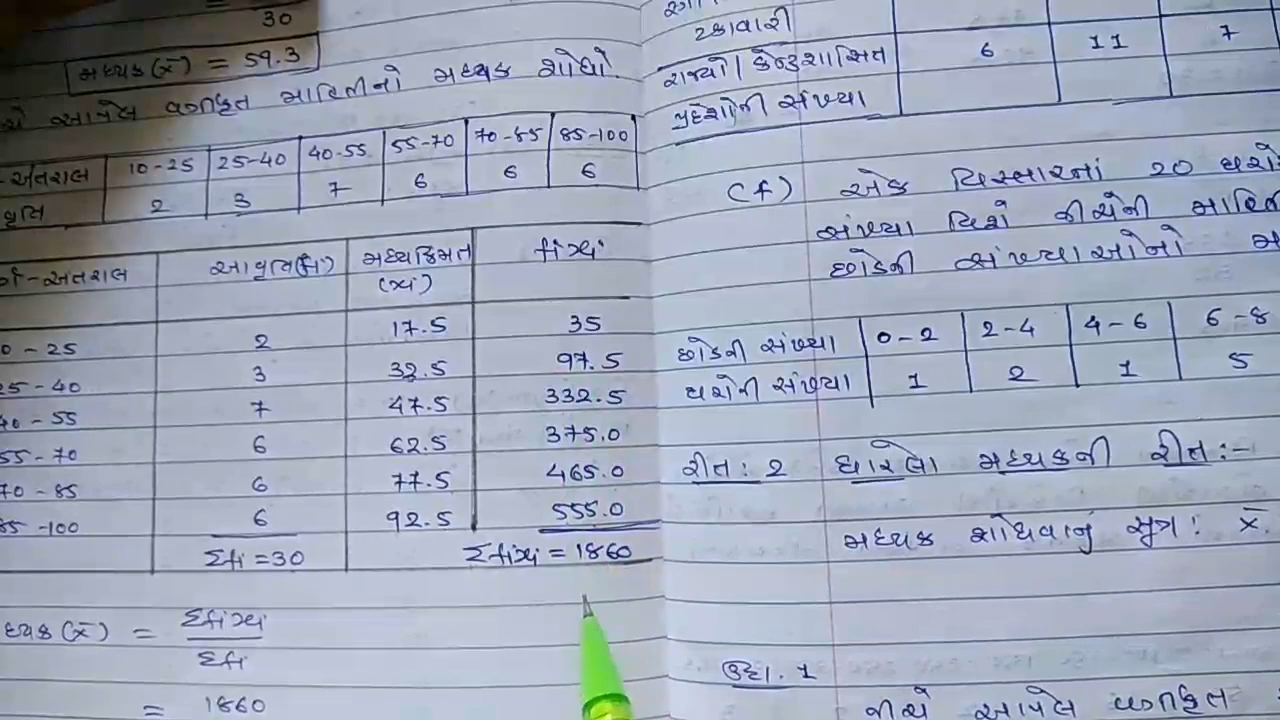 30
મધ્યક (x̄) = 59.3
આપેલ વર્ગીકૃત માહિતીનો મધ્યક શોધો.
-અંતરાલ 10-25 25-40 40-55 55-70 70-85 85-100
વૃત્તિ 2 3 7 6 6 6
ર્ગ-અંતરાલ આવૃત્તિ(fi) મધ્યકિંમત (xi) fixi
0-25 2 17.5 35
25-40 3 32.5 97.5
40-55 7 47.5 332.5
55-70 6 62.5 375.0
70-85 6 77.5 465.0
85-100 6 92.5 555.0
Σfi = 30 Σfixi = 1860
ધ્યક (x̄) = Σfixi
Σfi
= 1860
ટકાવારી
રાજ્યો / કેન્દ્રશાસિત 6 11 7
પ્રદેશોની સંખ્યા
(f) એક વિસ્તારનાં 20 ઘરો
સંખ્યા વિશે નીચેની માહિતી
છોડની સંખ્યાઓનો મ
છોડની સંખ્યા 0-2 2-4 4-6 6-8
ઘરોની સંખ્યા 1 2 1 5
રીત : 2 ધારેલા મધ્યકની રીત :-
મધ્યક શોધવાનું સૂત્ર : x̄
ઉદા. 1
નીચે આપેલ વર્ગીકૃત